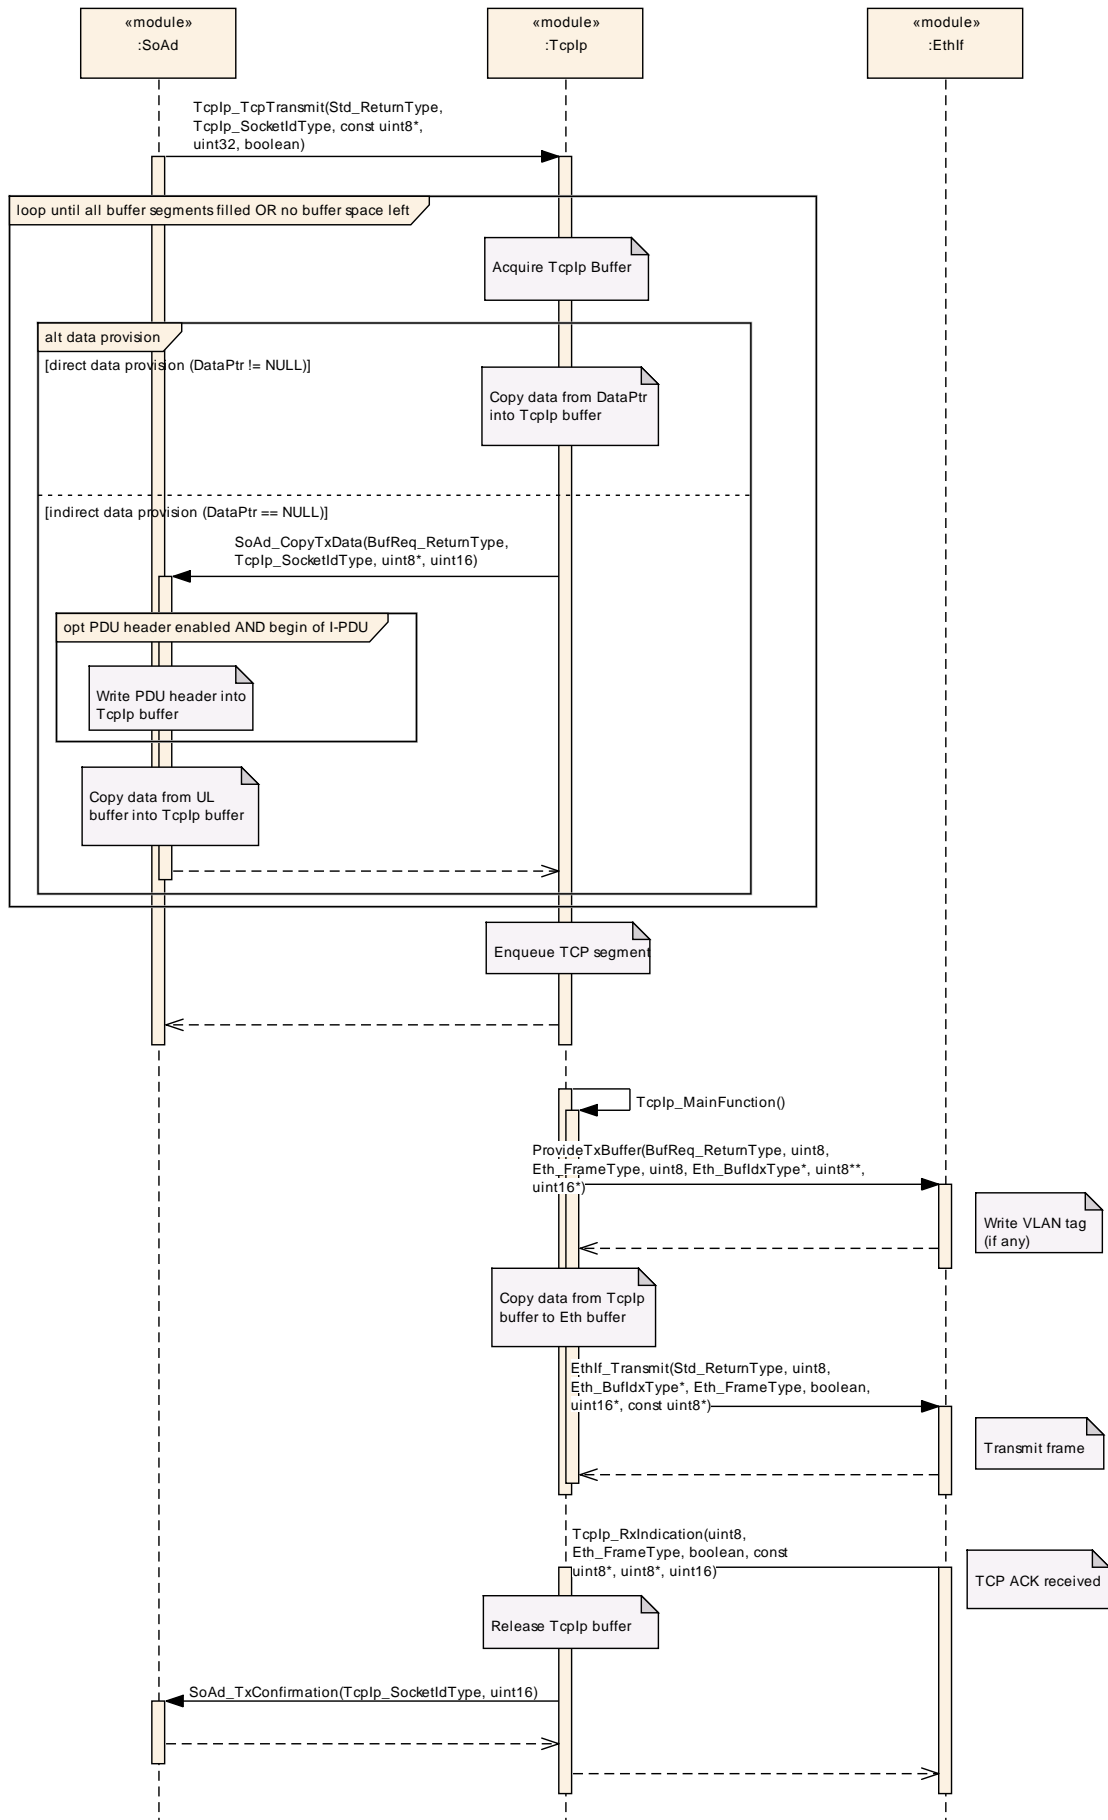 «module»
:SoAd
«module»
:TcpIp
«module»
:EthIf
TcpIp_TcpTransmit(Std_ReturnType,
TcpIp_SocketIdType, const uint8*,
uint32, boolean)
loop until all buffer segments filled OR no buffer space left
Acquire TcpIp Buffer
alt data provision
[direct data provision (DataPtr != NULL)]
Copy data from DataPtr
into TcpIp buffer
[indirect data provision (DataPtr == NULL)]
SoAd_CopyTxData(BufReq_ReturnType,
TcpIp_SocketIdType, uint8*, uint16)
opt PDU header enabled AND begin of I-PDU
Write PDU header into
TcpIp buffer
Copy data from UL
buffer into TcpIp buffer
Enqueue TCP segment
TcpIp_MainFunction()
ProvideTxBuffer(BufReq_ReturnType, uint8,
Eth_FrameType, uint8, Eth_BufIdxType*, uint8**,
uint16*)
Write VLAN tag
(if any)
Copy data from TcpIp
buffer to Eth buffer
EthIf_Transmit(Std_ReturnType, uint8,
Eth_BufIdxType*, Eth_FrameType, boolean,
uint16*, const uint8*)
Transmit frame
TcpIp_RxIndication(uint8,
Eth_FrameType, boolean, const
uint8*, uint8*, uint16)
TCP ACK received
Release TcpIp buffer
SoAd_TxConfirmation(TcpIp_SocketIdType, uint16)